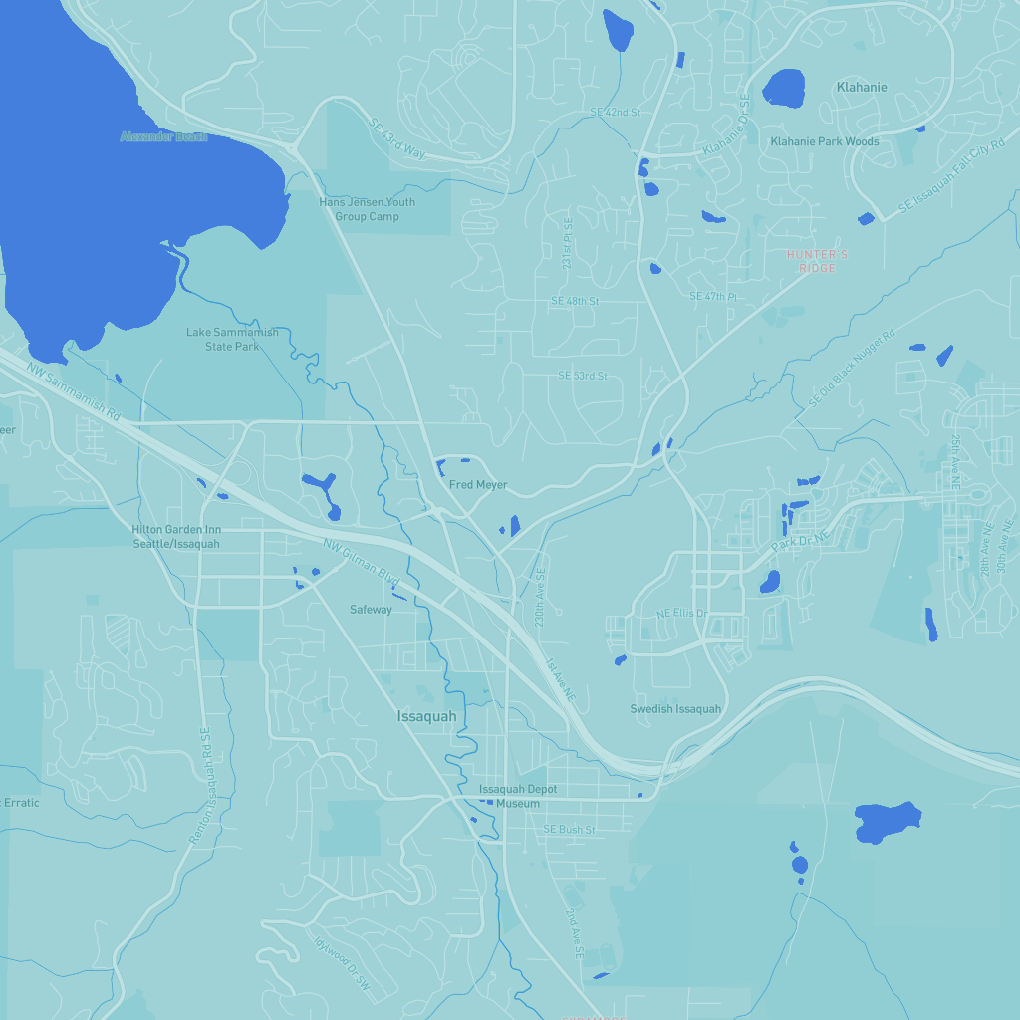 SE 42nd St
Klahanie
SE 43rd Way
Klahanie Dr SE
Alexander Beach
Klahanie Park Woods
SE Issaquah Fall City Rd
Hans Jensen Youth
Group Camp
231st Pl SE
HUNTER'S
RIDGE
SE 48th St
SE 47th Pl
Lake Sammamish
State Park
SE Old Black Nugget Rd
NW Sammamish Rd
SE 53rd St
eer
25th Ave NE
Fred Meyer
Hilton Garden Inn
Seattle/Issaquah
Park Dr NE
28th Ave NE
30th Ave NE
NW Gilman Blvd
230th Ave SE
Safeway
NE Ellis Dr
1st Ave NE
Swedish Issaquah
Issaquah
Renton Issaquah Rd SE
Issaquah Depot
Museum
t Erratic
SE Bush St
2nd Ave SE
Idylwood Dr SW